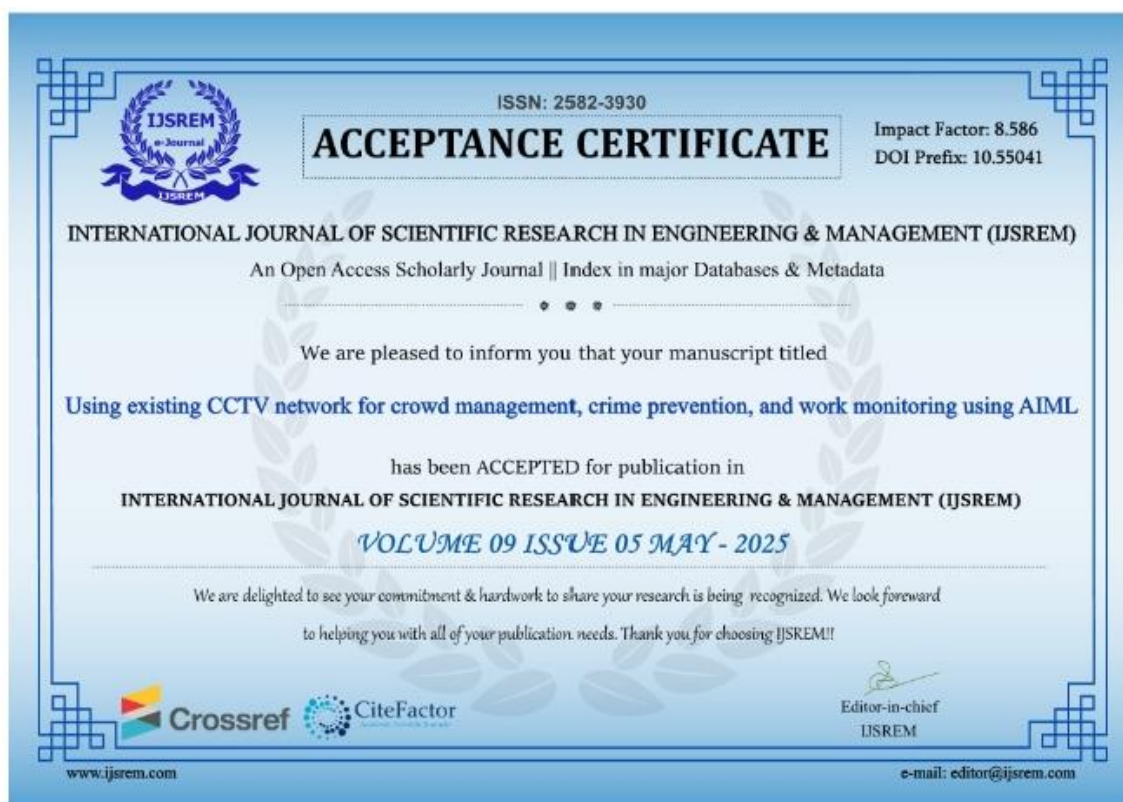 IJSREM
e-Journal
IJSREM
ISSN: 2582-3930
ACCEPTANCE CERTIFICATE
Impact Factor: 8.586
DOI Prefix: 10.55041
INTERNATIONAL JOURNAL OF SCIENTIFIC RESEARCH IN ENGINEERING & MANAGEMENT (IJSREM)
An Open Access Scholarly Journal || Index in major Databases & Metadata
We are pleased to inform you that your manuscript titled
Using existing CCTV network for crowd management, crime prevention, and work monitoring using AIML
has been ACCEPTED for publication in
INTERNATIONAL JOURNAL OF SCIENTIFIC RESEARCH IN ENGINEERING & MANAGEMENT (IJSREM)
VOLUME 09 ISSUE 05 MAY - 2025
We are delighted to see your commitment & hardwork to share your research is being recognized. We look foreward
to helping you with all of your publication needs. Thank you for choosing IJSREM!!
Crossref
CiteFactor
Editor-in-chief
IJSREM
www.ijsrem.com
e-mail: editor@ijsrem.com